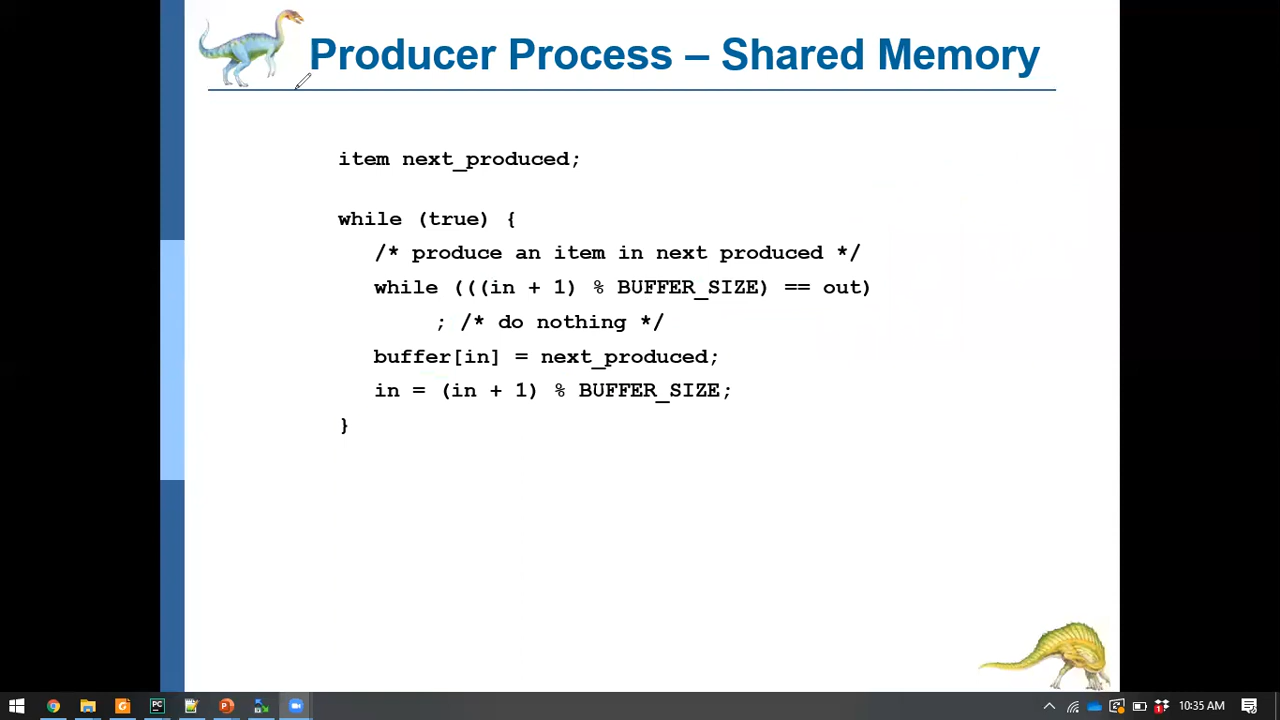 Producer Process – Shared Memory
item next_produced;
while (true) {
/* produce an item in next produced */
while (((in + 1) % BUFFER_SIZE) == out)
; /* do nothing */
buffer[in] = next_produced;
in = (in + 1) % BUFFER_SIZE;
}
PC
10:35 AM